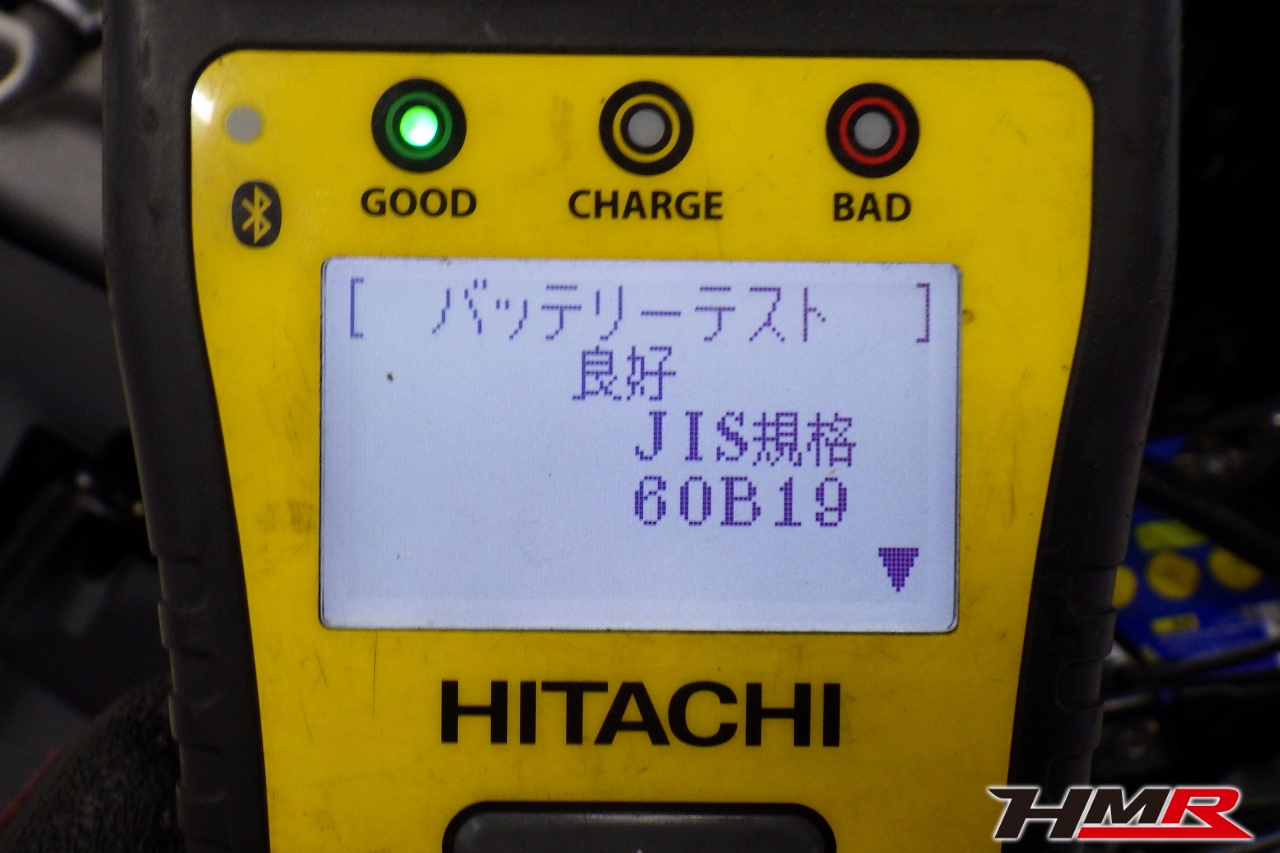 GOOD CHARGE BAD
[ バッテリーテスト ]
良好
JIS規格
60B19
▼
HITACHI
HMR